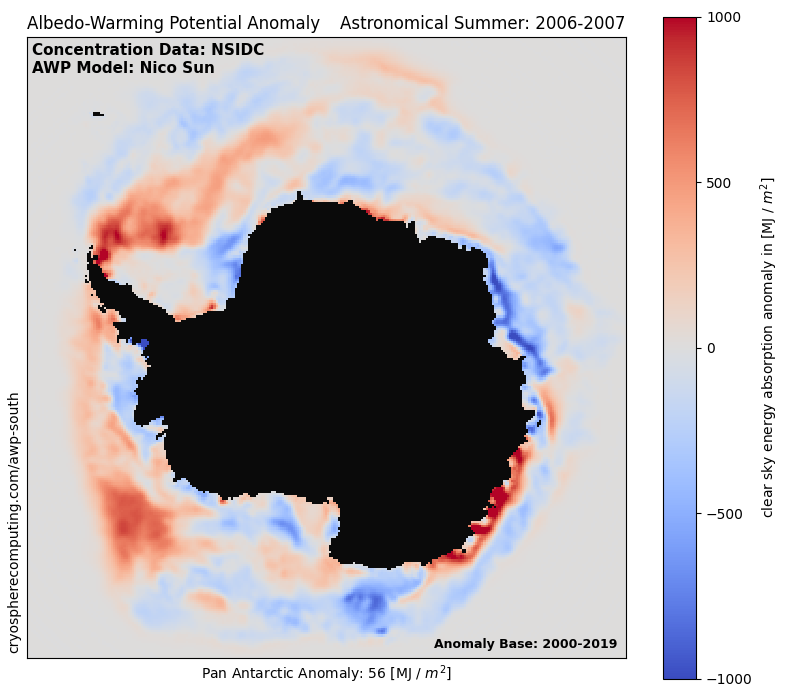 Albedo-Warming Potential Anomaly    Astronomical Summer: 2006-2007
Concentration Data: NSIDC
AWP Model: Nico Sun
cryospherecomputing.com/awp-south
Anomaly Base: 2000-2019
Pan Antarctic Anomaly: 56 [MJ / m²]
1000
500
0
−500
−1000
clear sky energy absorption anomaly in [MJ / m²]